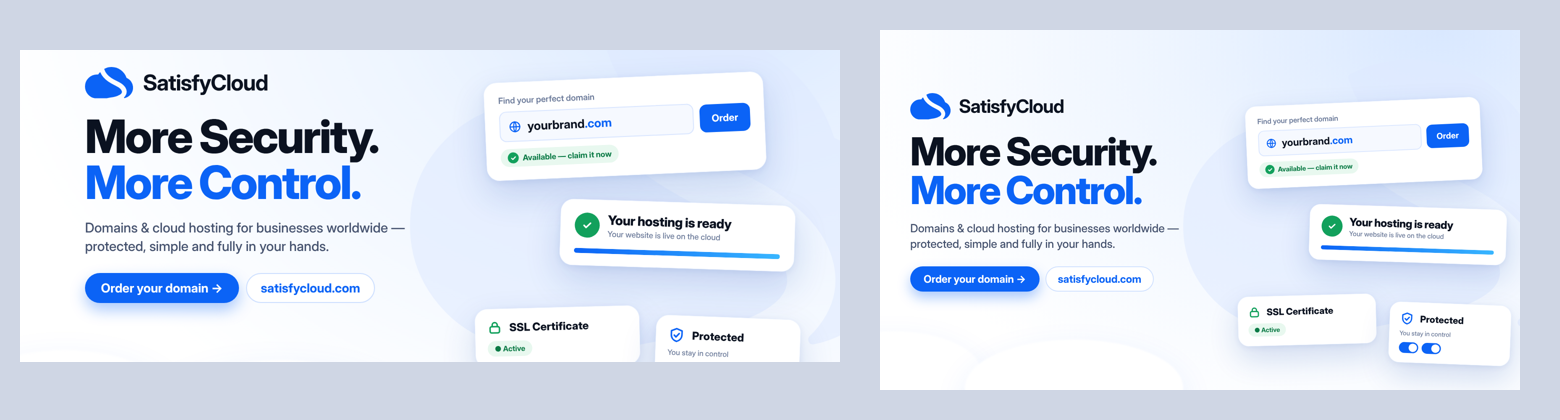 SatisfyCloud
More Security.
More Control.
Domains & cloud hosting for businesses worldwide —
protected, simple and fully in your hands.
Order your domain →
satisfycloud.com
Find your perfect domain
yourbrand.com
Order
Available — claim it now
Your hosting is ready
Your website is live on the cloud
SSL Certificate
Active
Protected
You stay in control
SatisfyCloud
More Security.
More Control.
Domains & cloud hosting for businesses worldwide —
protected, simple and fully in your hands.
Order your domain →
satisfycloud.com
Find your perfect domain
yourbrand.com
Order
Available — claim it now
Your hosting is ready
Your website is live on the cloud
SSL Certificate
Active
Protected
You stay in control